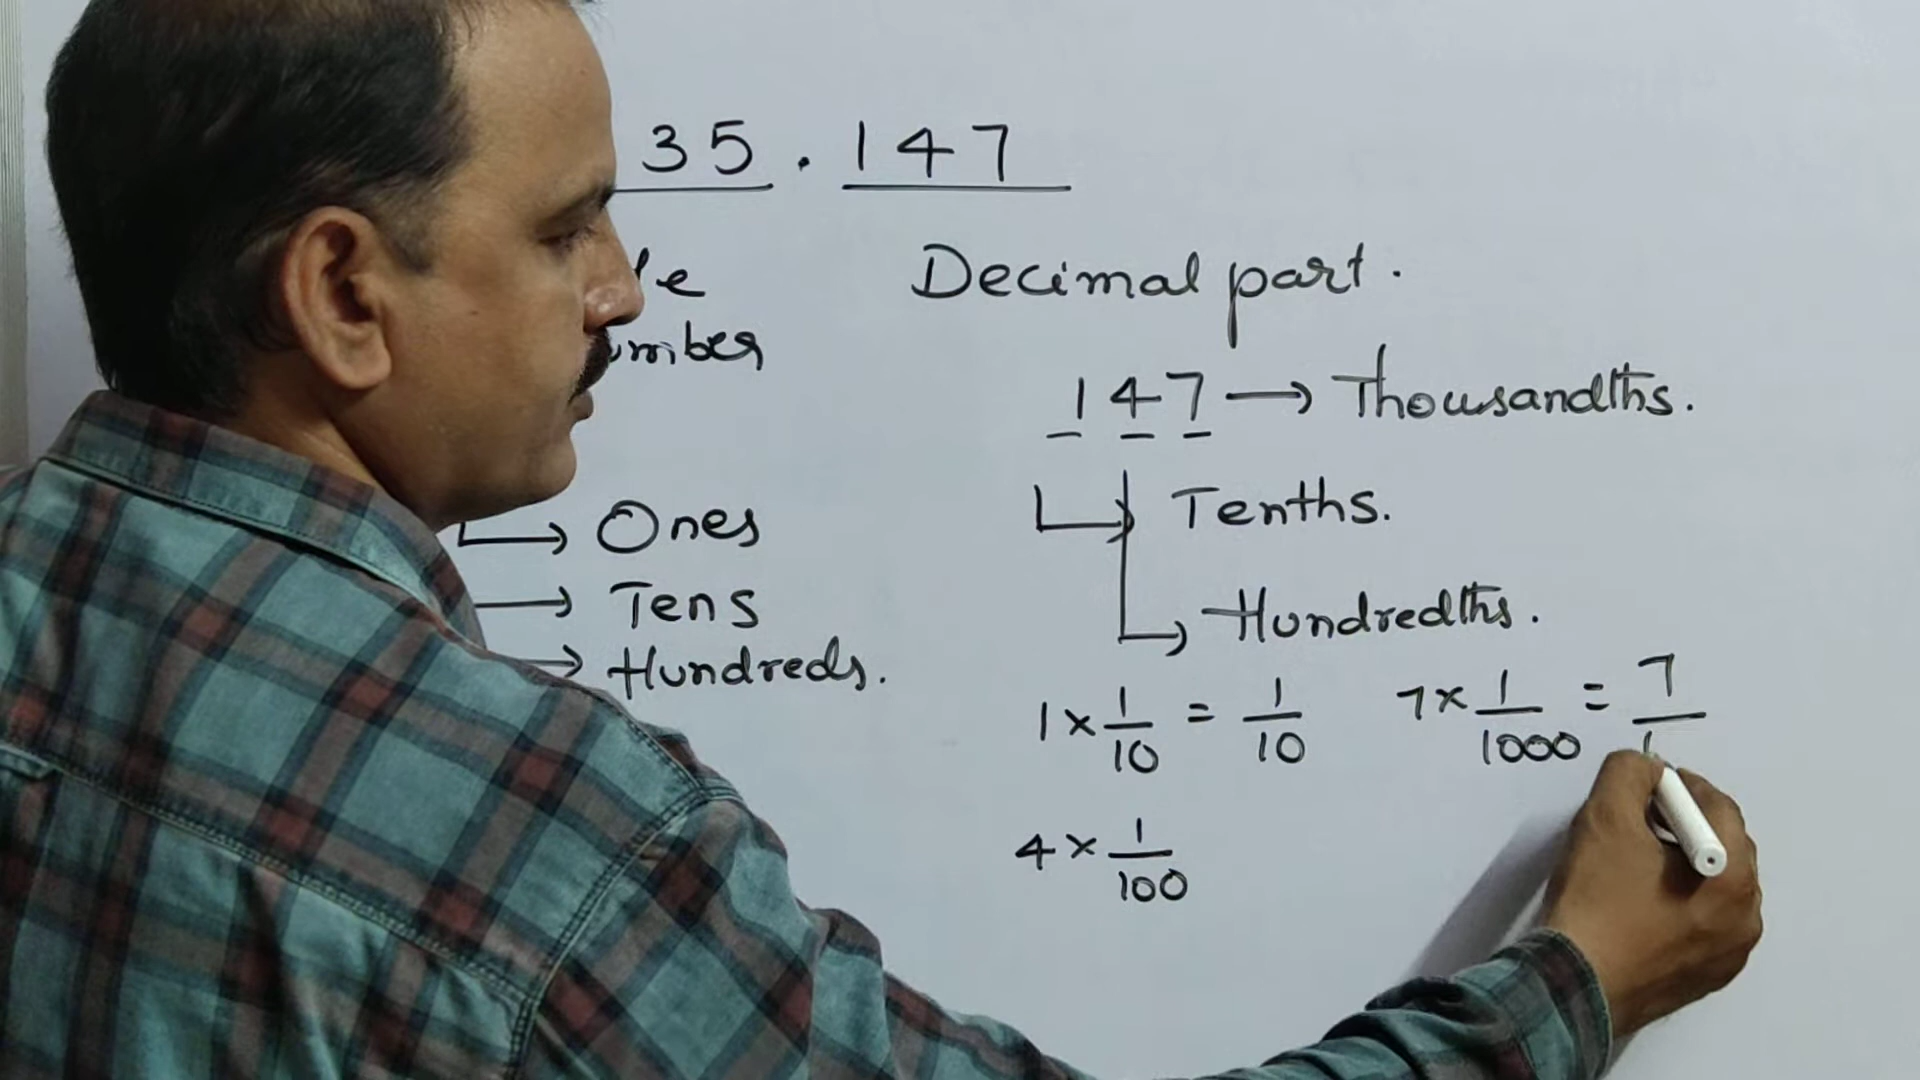 35 . 147
Decimal part.
147 → Thousandths.
Ones
Tenths.
Tens
Hundredths.
Hundreds.
1 × 1/10 = 1/10
7 × 1/1000 = 7/1
4 × 1/100